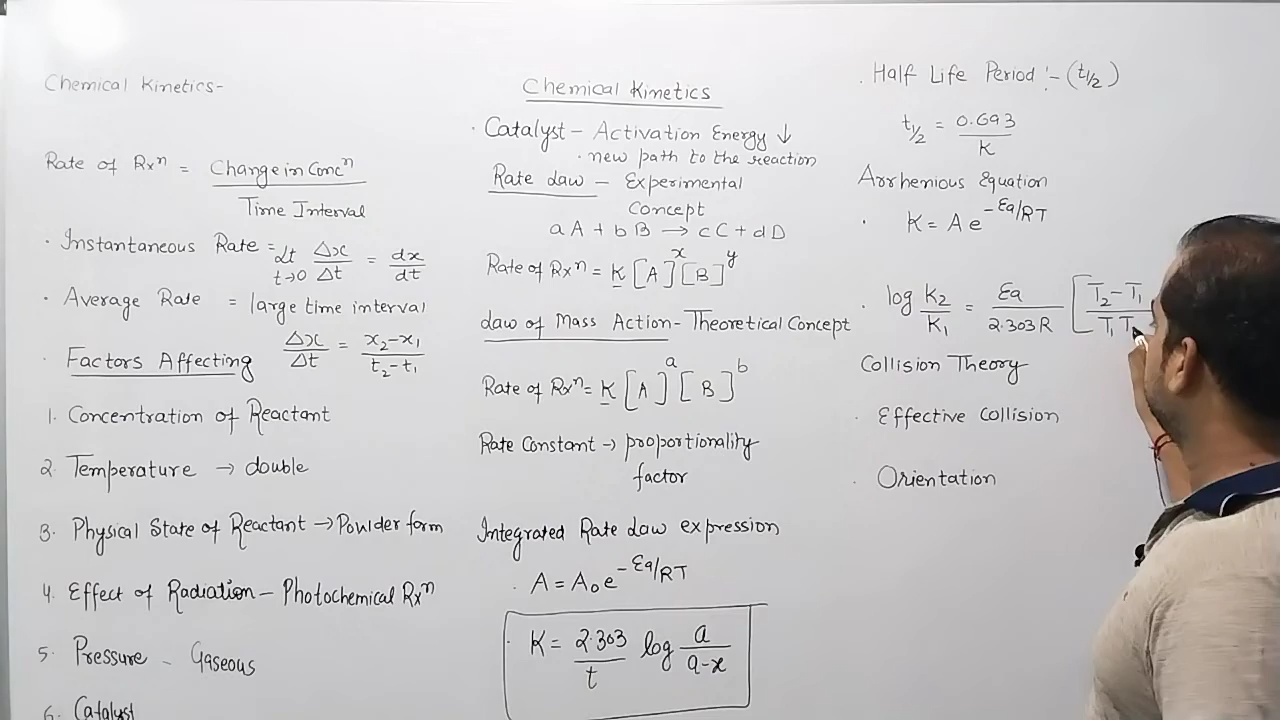 Chemical Kinetics-
Rate of Rxⁿ = Change in Concⁿ / Time Interval
. Instantaneous Rate = Lt t→0 Δx/Δt = dx/dt
. Average Rate = large time interval
Δx/Δt = x₂-x₁ / t₂-t₁
. Factors Affecting
1. Concentration of Reactant
2. Temperature → double
3. Physical State of Reactant → Powder form
4. Effect of Radiation - Photochemical Rxⁿ
5. Pressure - Gaseous
6. Catalyst
Chemical Kinetics
. Catalyst - Activation Energy ↓
. new path to the reaction
Rate Law - Experimental
Concept
aA + bB → cC + dD
Rate of Rxⁿ = K [A]ˣ [B]ʸ
Law of Mass Action - Theoretical Concept
Rate of Rxⁿ = K [A]ᵃ [B]ᵇ
Rate Constant → proportionality
factor
Integrated Rate Law expression
. A = A₀ e^-Ea/RT
. K = 2.303/t log a/a-x
. Half Life Period :- (t1/2)
t1/2 = 0.693/K
Arrhenious Equation
. K = A e^-Ea/RT
. log K₂/K₁ = Ea/2.303 R [T₂-T₁ / T₁ T
Collision Theory
. Effective Collision
. Orientation